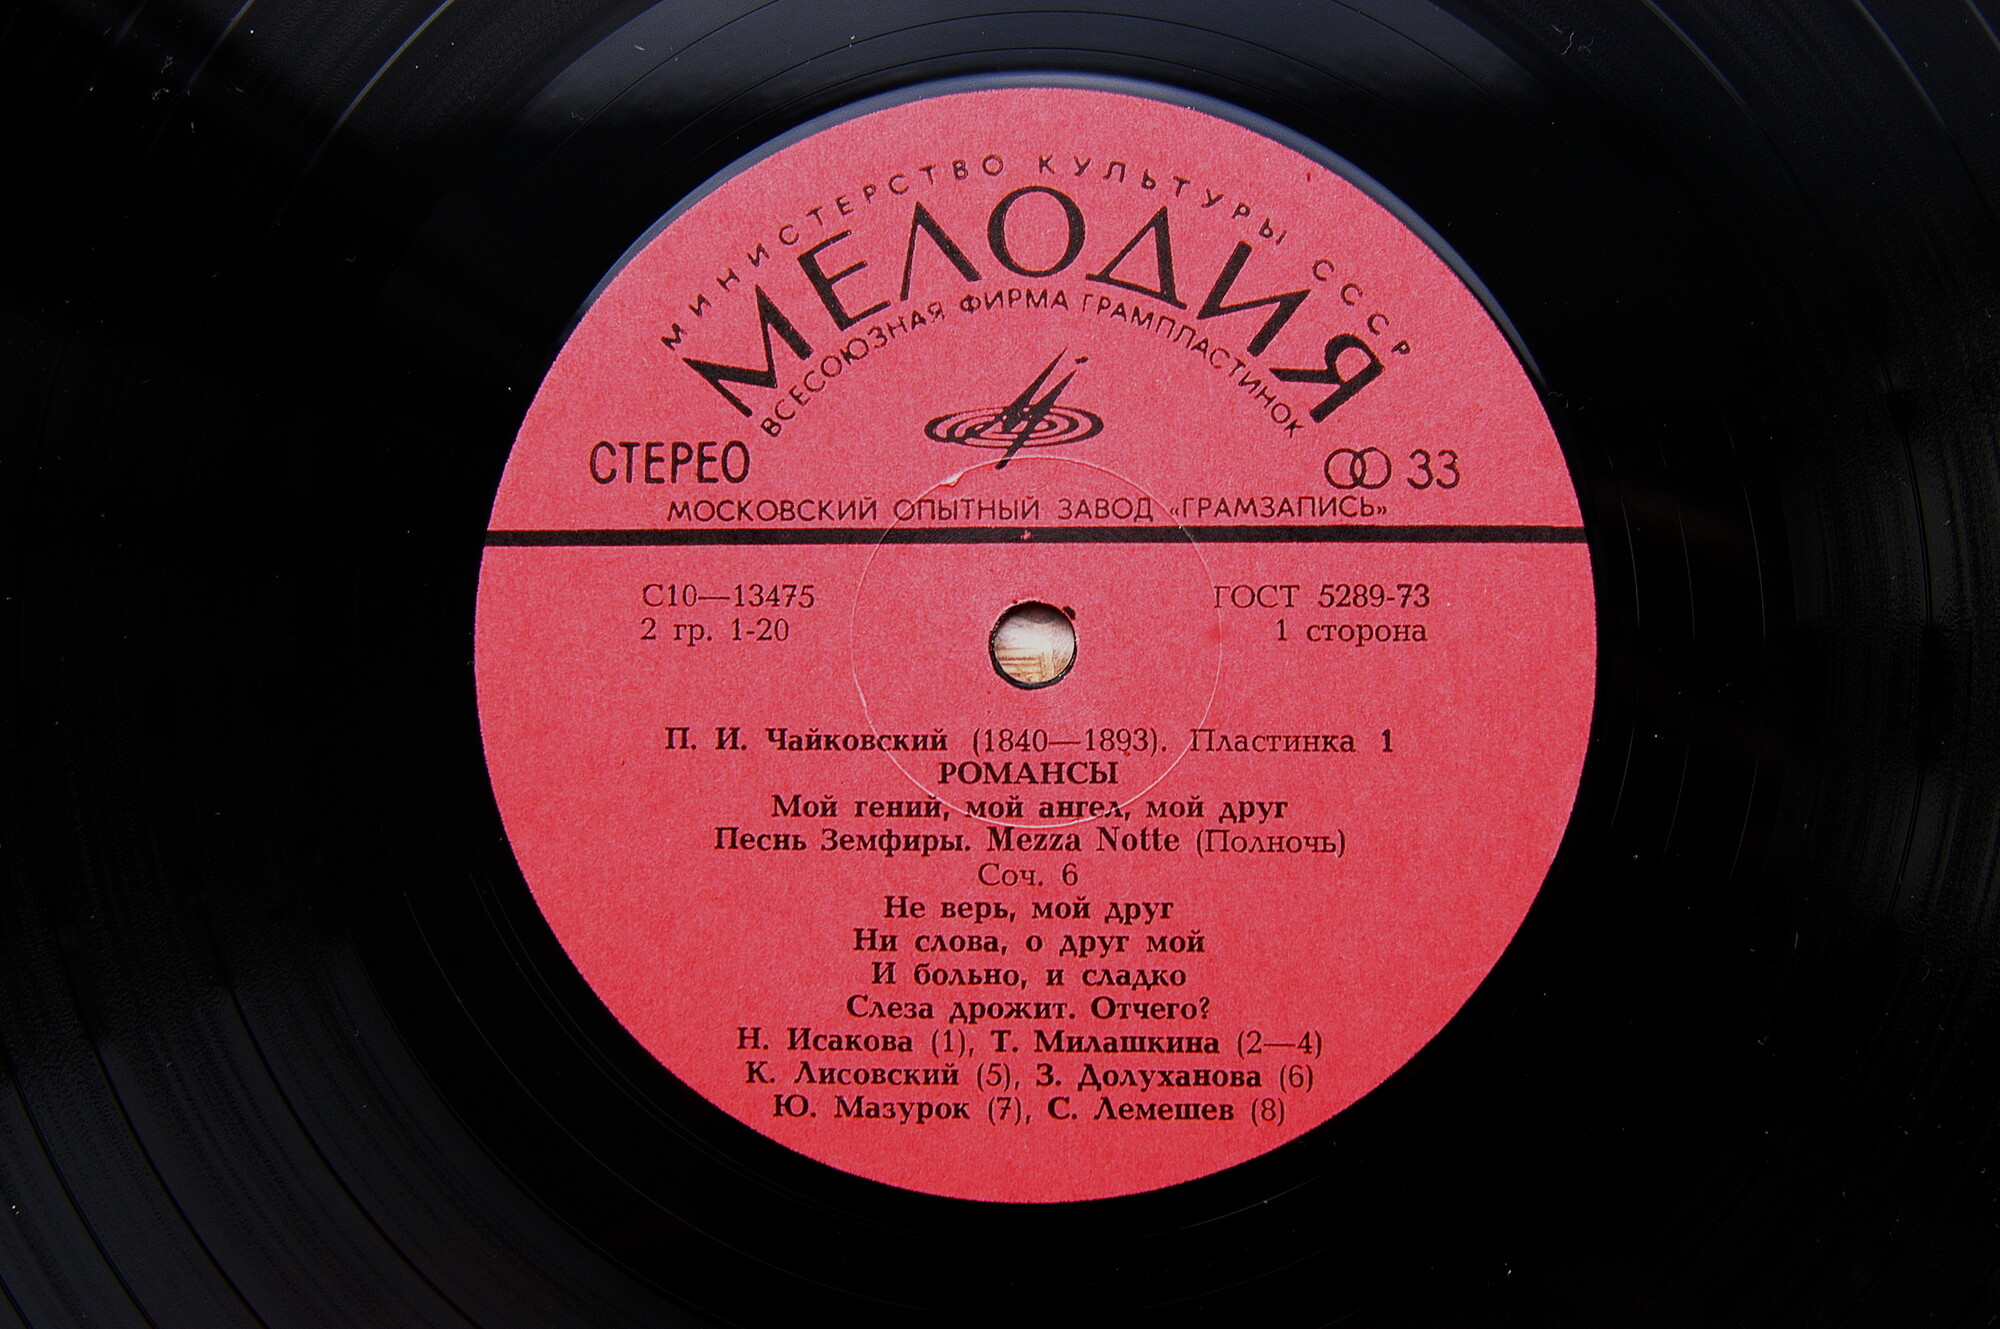 МИНИСТЕРСТВО КУЛЬТУРЫ СССР
МЕЛОДИЯ
ВСЕСОЮЗНАЯ ФИРМА ГРАМПЛАСТИНОК
СТЕРЕО
33
МОСКОВСКИЙ ОПЫТНЫЙ ЗАВОД «ГРАМЗАПИСЬ»
С10—13475
ГОСТ 5289-73
2 гр. 1-20
1 сторона
П. И. Чайковский (1840—1893). Пластинка 1
РОМАНСЫ
Мой гений, мой ангел, мой друг
Песнь Земфиры. Mezza Notte (Полночь)
Соч. 6
Не верь, мой друг
Ни слова, о друг мой
И больно, и сладко
Слеза дрожит. Отчего?
Н. Исакова (1), Т. Милашкина (2—4)
К. Лисовский (5), З. Долуханова (6)
Ю. Мазурок (7), С. Лемешев (8)